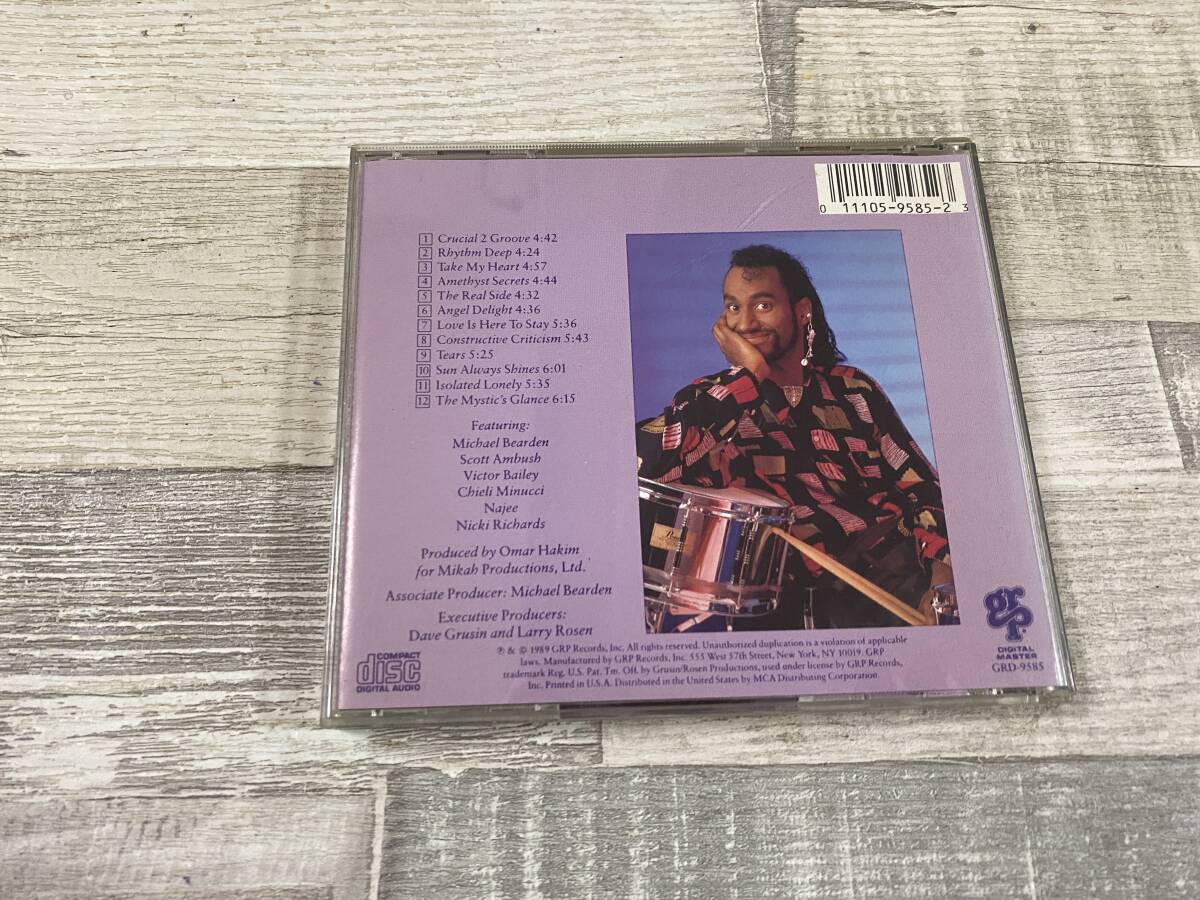 0 11105-9585-2 3
1 Crucial 2 Groove 4:42
2 Rhythm Deep 4:24
3 Take My Heart 4:57
4 Amethyst Secrets 4:44
5 The Real Side 4:32
6 Angel Delight 4:36
7 Love Is Here To Stay 5:36
8 Constructive Criticism 5:43
9 Tears 5:25
10 Sun Always Shines 6:01
11 Isolated Lonely 5:35
12 The Mystic's Glance 6:15
Featuring:
Michael Bearden
Scott Ambush
Victor Bailey
Chieli Minucci
Najee
Nicki Richards
Produced by Omar Hakim
for Mikah Productions, Ltd.
Associate Producer: Michael Bearden
Executive Producers:
Dave Grusin and Larry Rosen
COMPACT
disc
DIGITAL AUDIO
℗ & © 1989 GRP Records, Inc. All rights reserved. Unauthorized duplication is a violation of applicable
laws. Manufactured by GRP Records, Inc. 555 West 57th Street, New York, NY 10019. GRP
trademark Reg. U.S. Pat. Tm. Off. by Grusin/Rosen Productions, used under license by GRP Records,
Inc. Printed in U.S.A. Distributed in the United States by MCA Distributing Corporation.
grp
DIGITAL
MASTER
GRD-9585